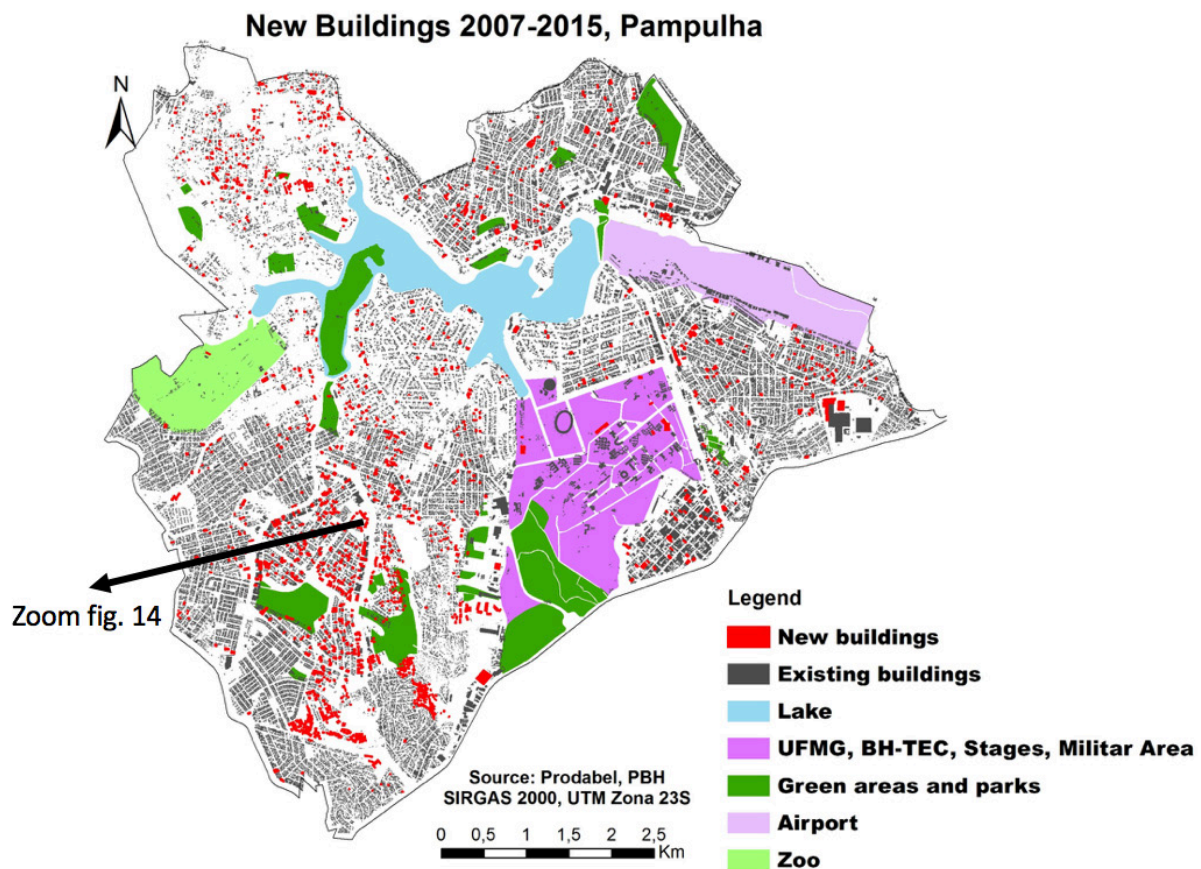 New Buildings 2007-2015, Pampulha
N
Zoom fig. 14
Legend
New buildings
Existing buildings
Lake
UFMG, BH-TEC, Stages, Militar Area
Green areas and parks
Airport
Zoo
Source: Prodabel, PBH
SIRGAS 2000, UTM Zona 23S
0 0,5 1 1,5 2 2,5
Km